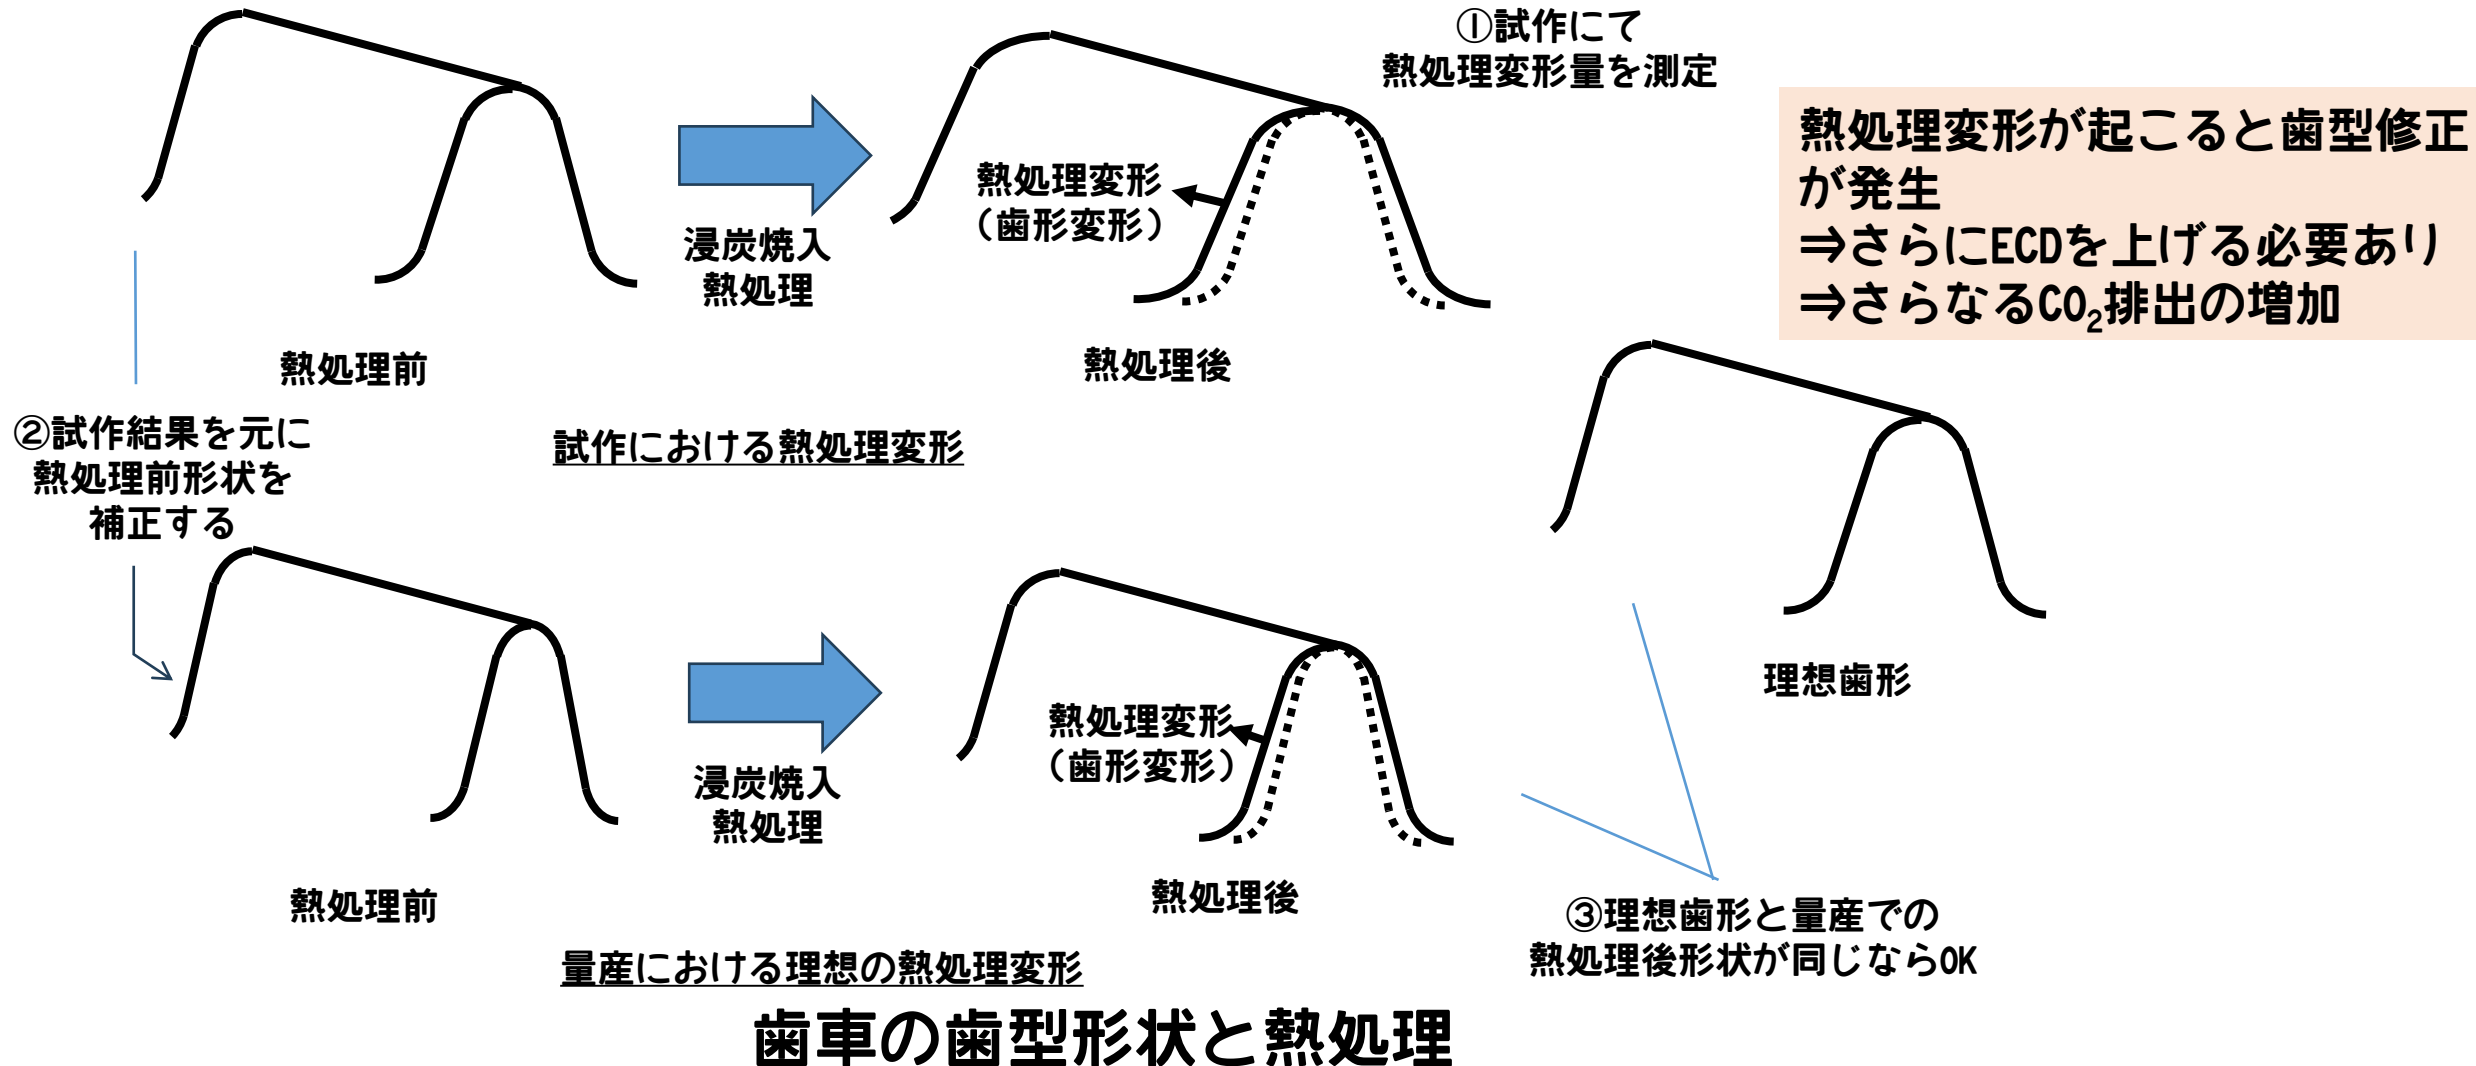 ①試作にて
熱処理変形量を測定
熱処理変形が起こると歯型修正
が発生
⇒さらにECDを上げる必要あり
⇒さらなるCO₂排出の増加
熱処理変形
（歯形変形）
浸炭焼入
熱処理
熱処理前
熱処理後
②試作結果を元に
熱処理前形状を
補正する
試作における熱処理変形
理想歯形
熱処理変形
（歯形変形）
浸炭焼入
熱処理
熱処理前
熱処理後
③理想歯形と量産での
熱処理後形状が同じならOK
量産における理想の熱処理変形
歯車の歯型形状と熱処理